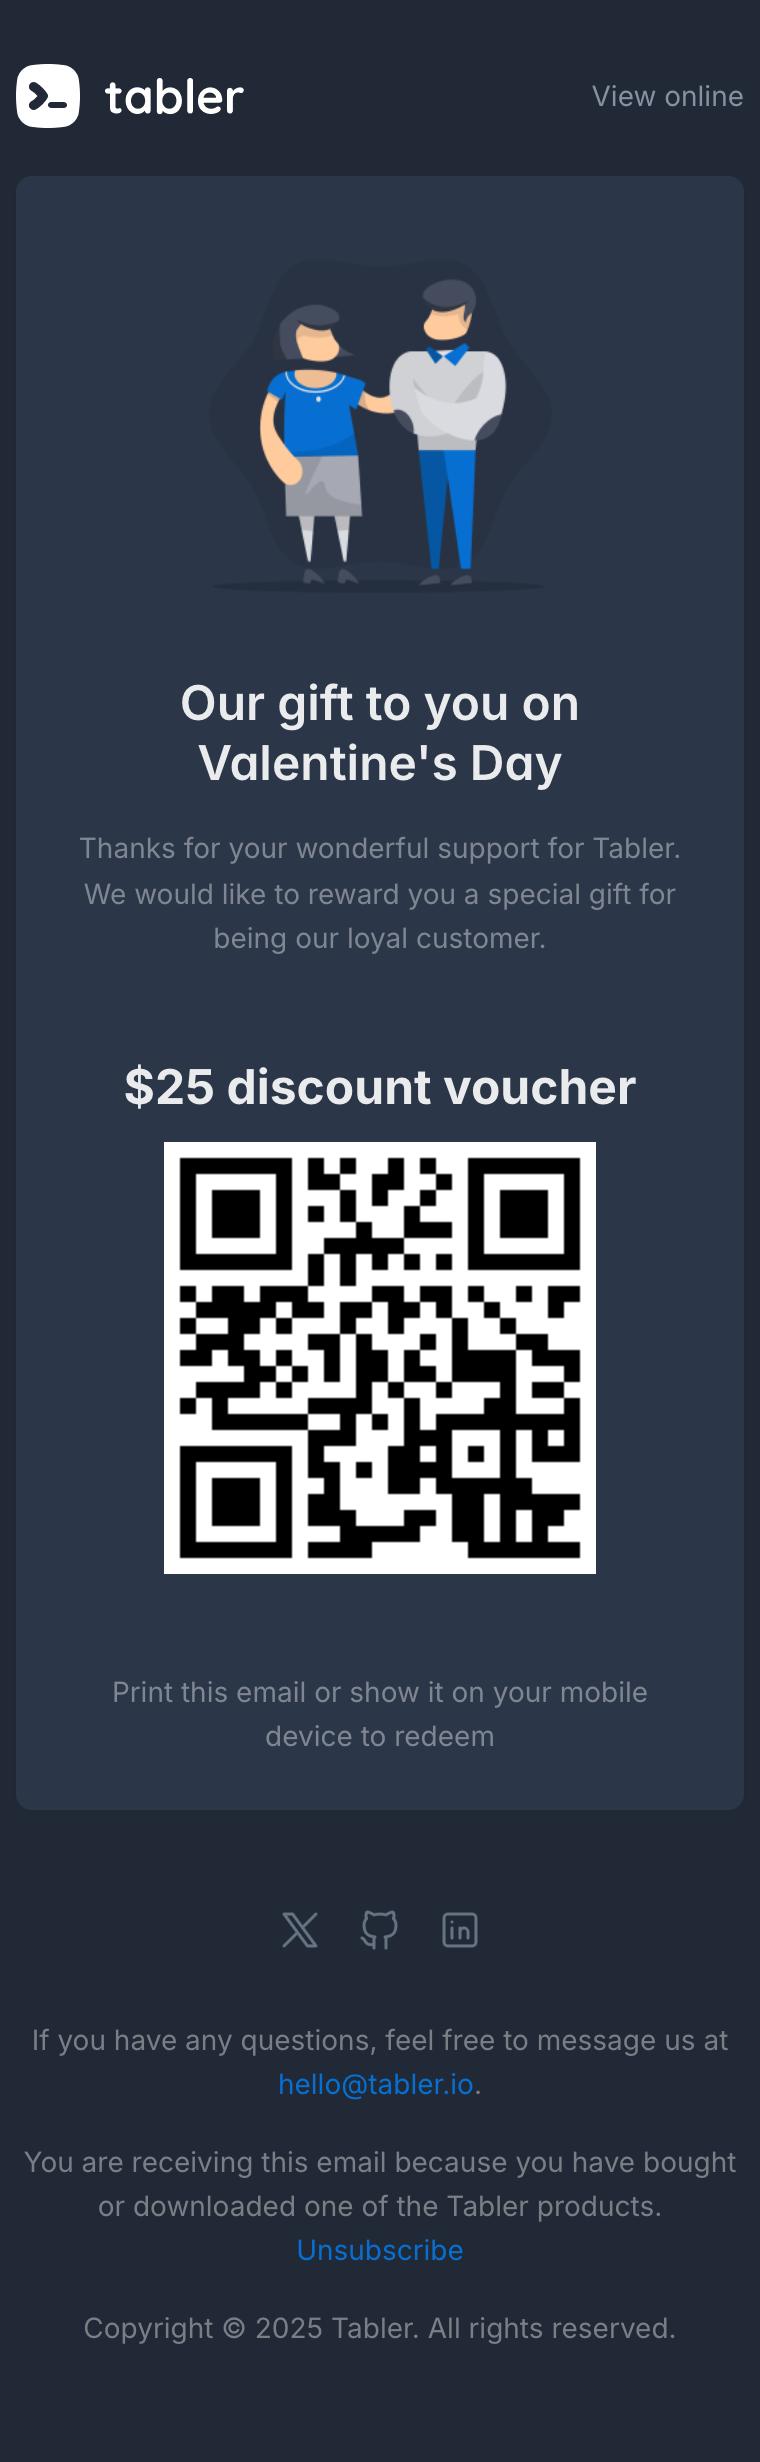 tabler
View online
Our gift to you on
Valentine's Day
Thanks for your wonderful support for Tabler.
We would like to reward you a special gift for
being our loyal customer.
$25 discount voucher
Print this email or show it on your mobile
device to redeem
If you have any questions, feel free to message us at
hello@tabler.io.
You are receiving this email because you have bought
or downloaded one of the Tabler products.
Unsubscribe
Copyright © 2025 Tabler. All rights reserved.